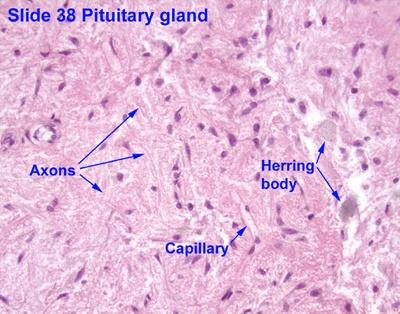 Slide 38 Pituitary gland
Axons
Herring
body
Capillary